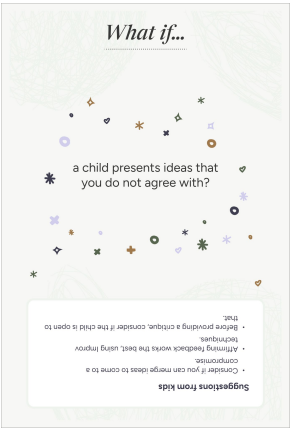 What if...
a child presents ideas that
you do not agree with?
Suggestions from kids
• Consider if you can merge ideas to come to a
compromise.
• Affirming feedback works the best, using improv
techniques.
• Before providing a critique, consider if the child is open to
that.